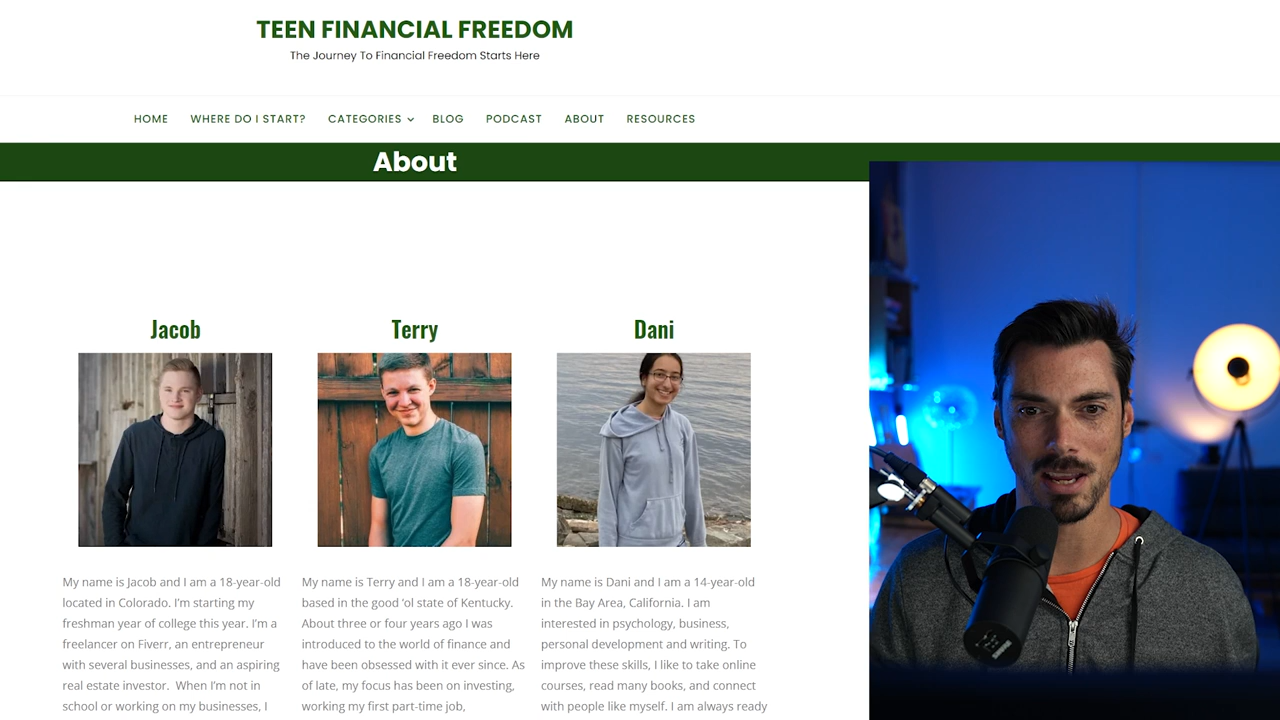 TEEN FINANCIAL FREEDOM
The Journey To Financial Freedom Starts Here
HOME WHERE DO I START? CATEGORIES BLOG PODCAST ABOUT RESOURCES
About
Jacob
My name is Jacob and I am a 18-year-old
located in Colorado. I'm starting my
freshman year of college this year. I'm a
freelancer on Fiverr, an entrepreneur
with several businesses, and an aspiring
real estate investor. When I'm not in
school or working on my businesses, I
Terry
My name is Terry and I am a 18-year-old
based in the good 'ol state of Kentucky.
About three or four years ago I was
introduced to the world of finance and
have been obsessed with it ever since. As
of late, my focus has been on investing,
working my first part-time job,
Dani
My name is Dani and I am a 14-year-old
in the Bay Area, California. I am
interested in psychology, business,
personal development and writing. To
improve these skills, I like to take online
courses, read many books, and connect
with people like myself. I am always ready